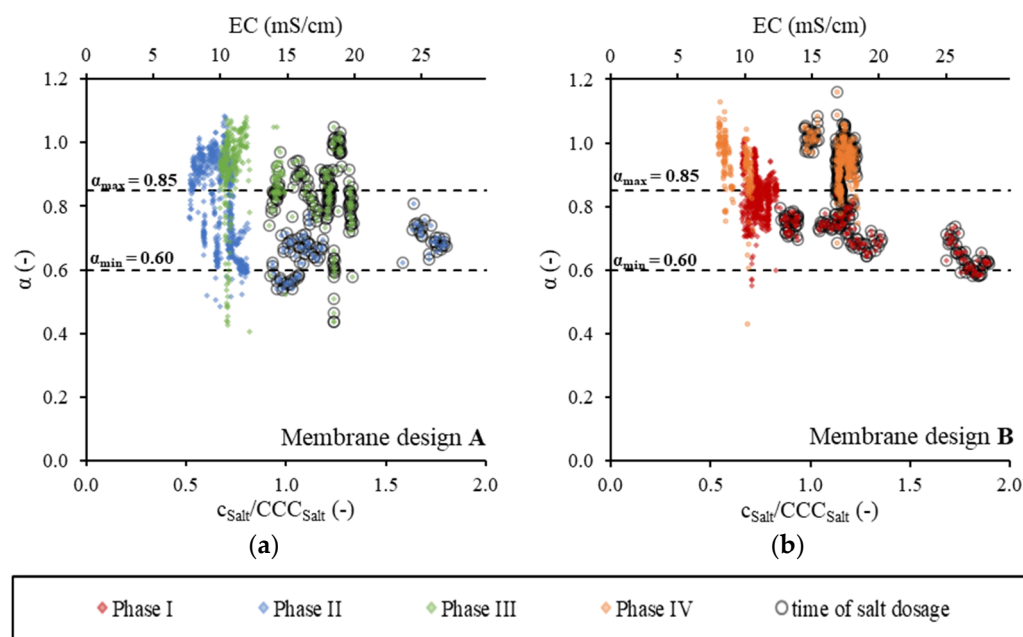 EC (mS/cm)
0 5 10 15 20 25
1.2
1.0
αmax = 0.85
0.8
αmin = 0.60
0.6
α (-)
0.4
0.2
Membrane design A
0.0
0.0 0.5 1.0 1.5 2.0
cSalt/CCCSalt (-)
(a)
EC (mS/cm)
0 5 10 15 20 25
1.2
1.0
αmax = 0.85
0.8
αmin = 0.60
0.6
α (-)
0.4
0.2
Membrane design B
0.0
0.0 0.5 1.0 1.5 2.0
cSalt/CCCSalt (-)
(b)
Phase I Phase II Phase III Phase IV time of salt dosage